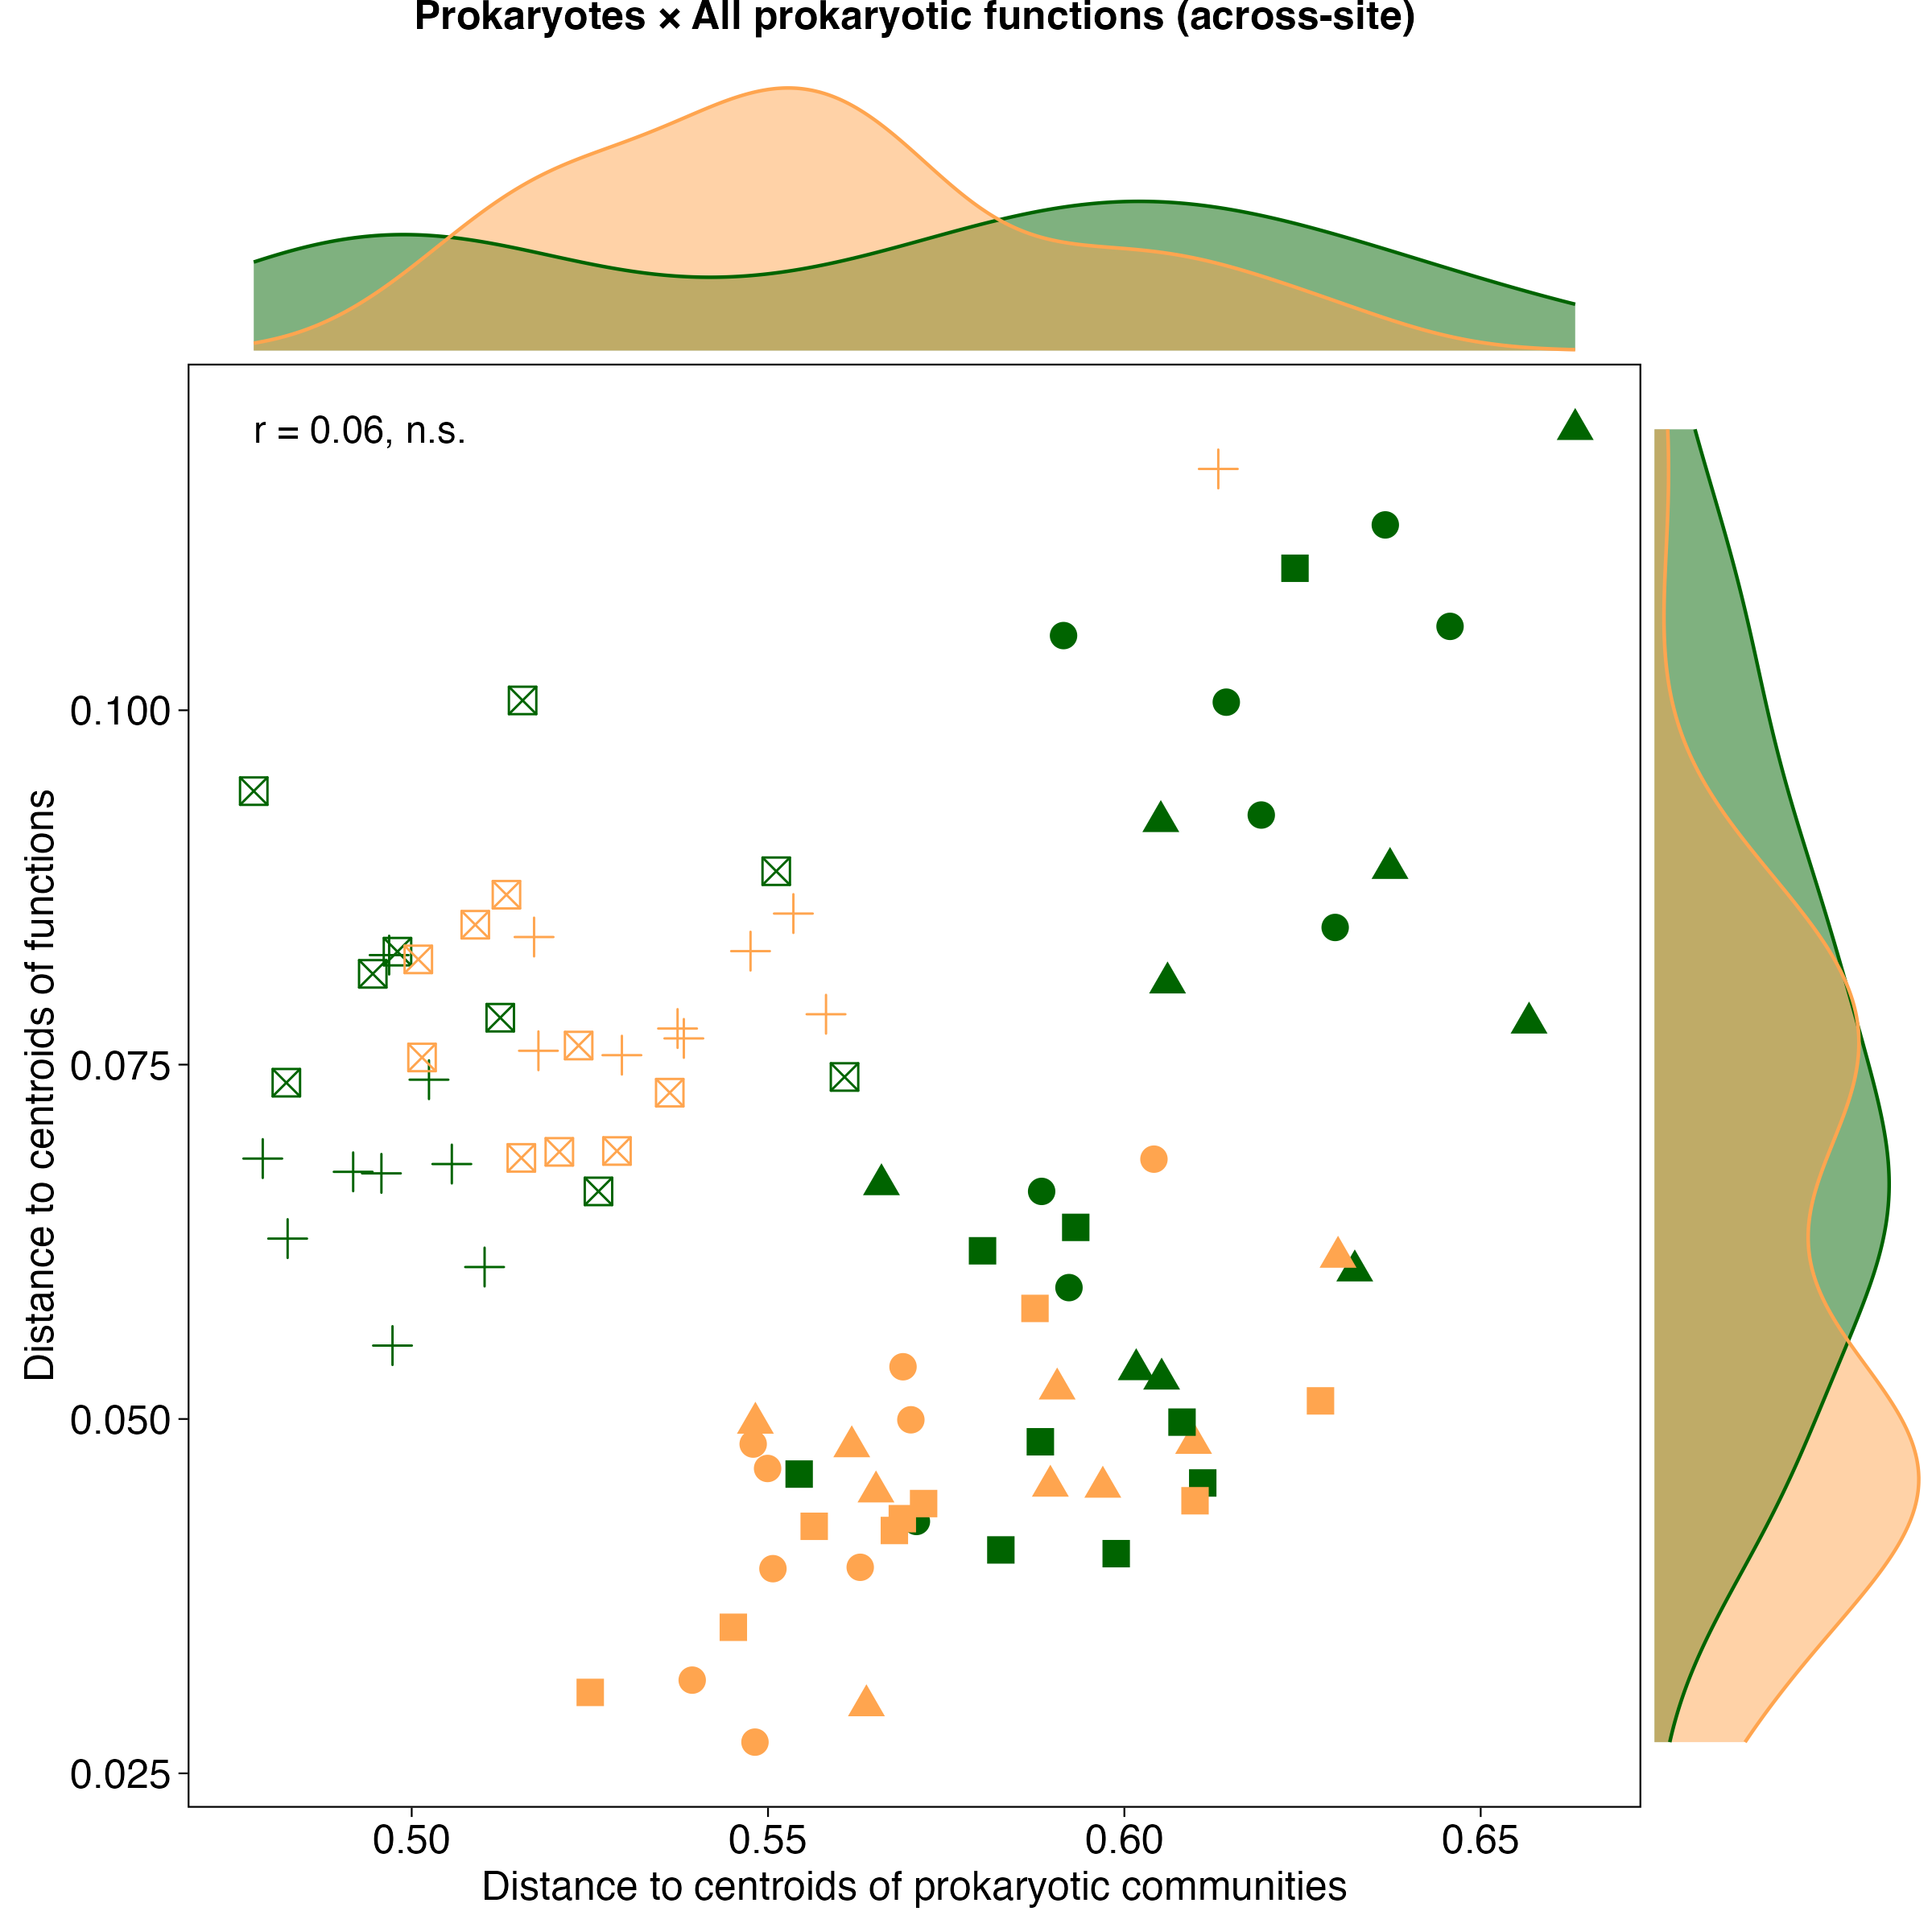 Prokaryotes × All prokaryotic functions (across-site)
r = 0.06, n.s.
0.100
0.075
0.050
0.025
Distance to centroids of functions
0.50 0.55 0.60 0.65
Distance to centroids of prokaryotic communities